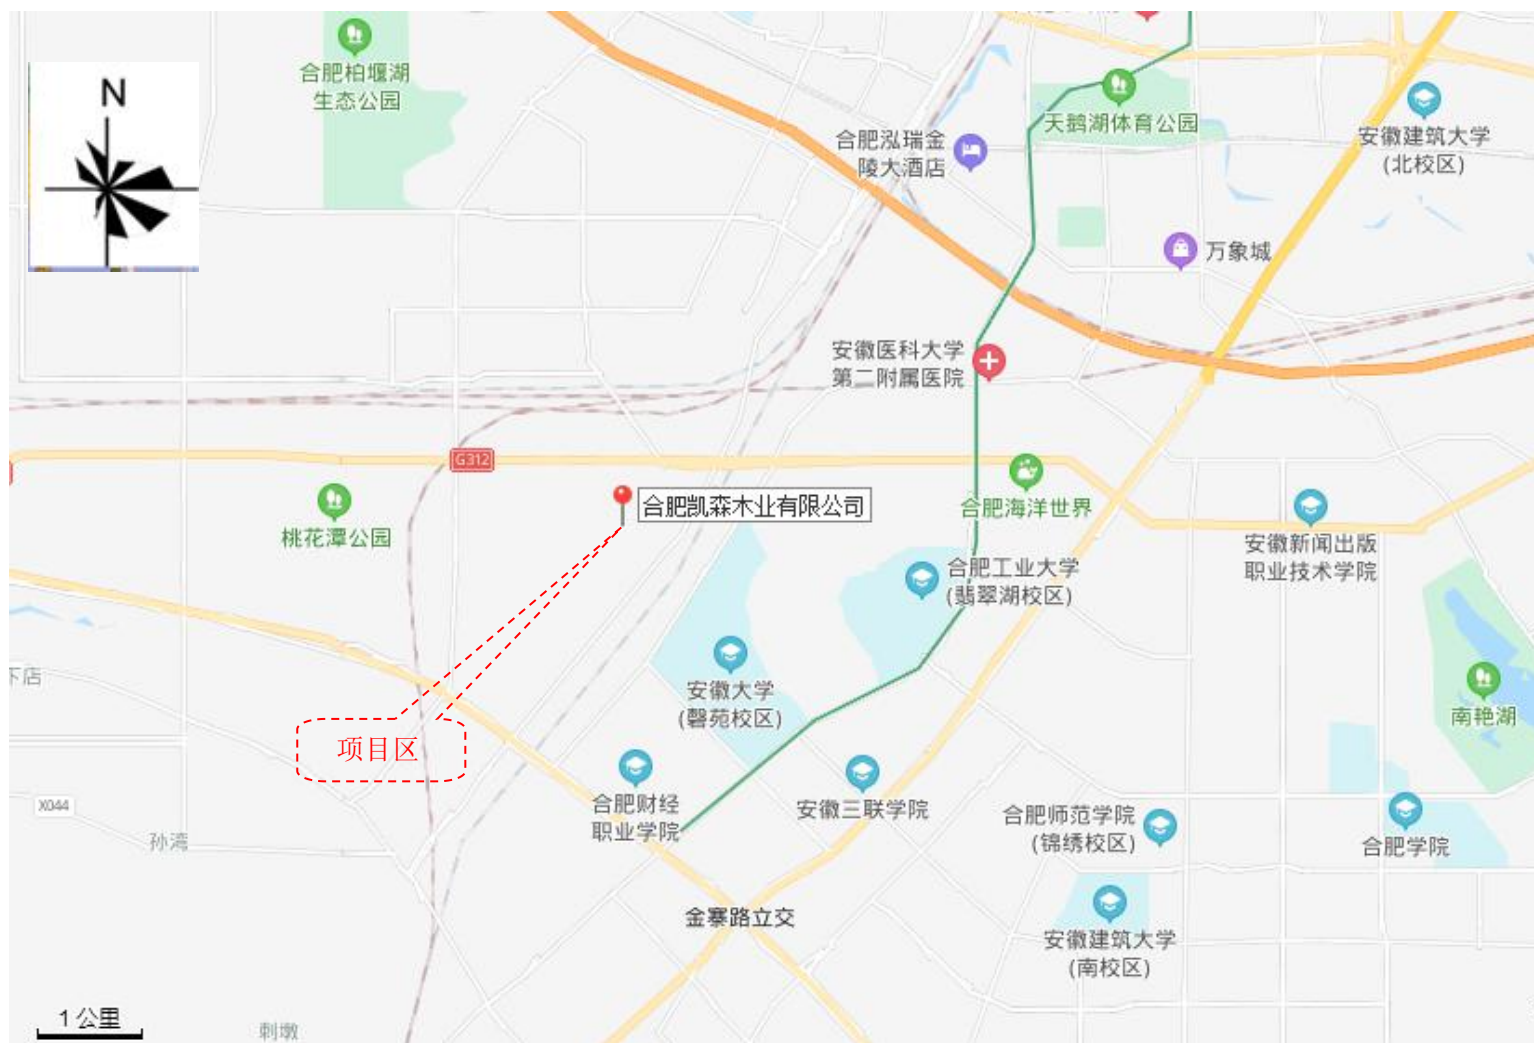 合肥柏堰湖
生态公园
N
天鹅湖体育公园
安徽建筑大学
(北校区)
合肥泓瑞金
陵大酒店
万象城
安徽医科大学
第二附属医院
G312
合肥凯森木业有限公司
桃花潭公园
合肥海洋世界
安徽新闻出版
职业技术学院
合肥工业大学
(翡翠湖校区)
下店
安徽大学
(磬苑校区)
南艳湖
项目区
合肥财经
职业学院
安徽三联学院
X044
孙湾
合肥师范学院
(锦绣校区)
合肥学院
金寨路立交
安徽建筑大学
(南校区)
1公里
刺墩